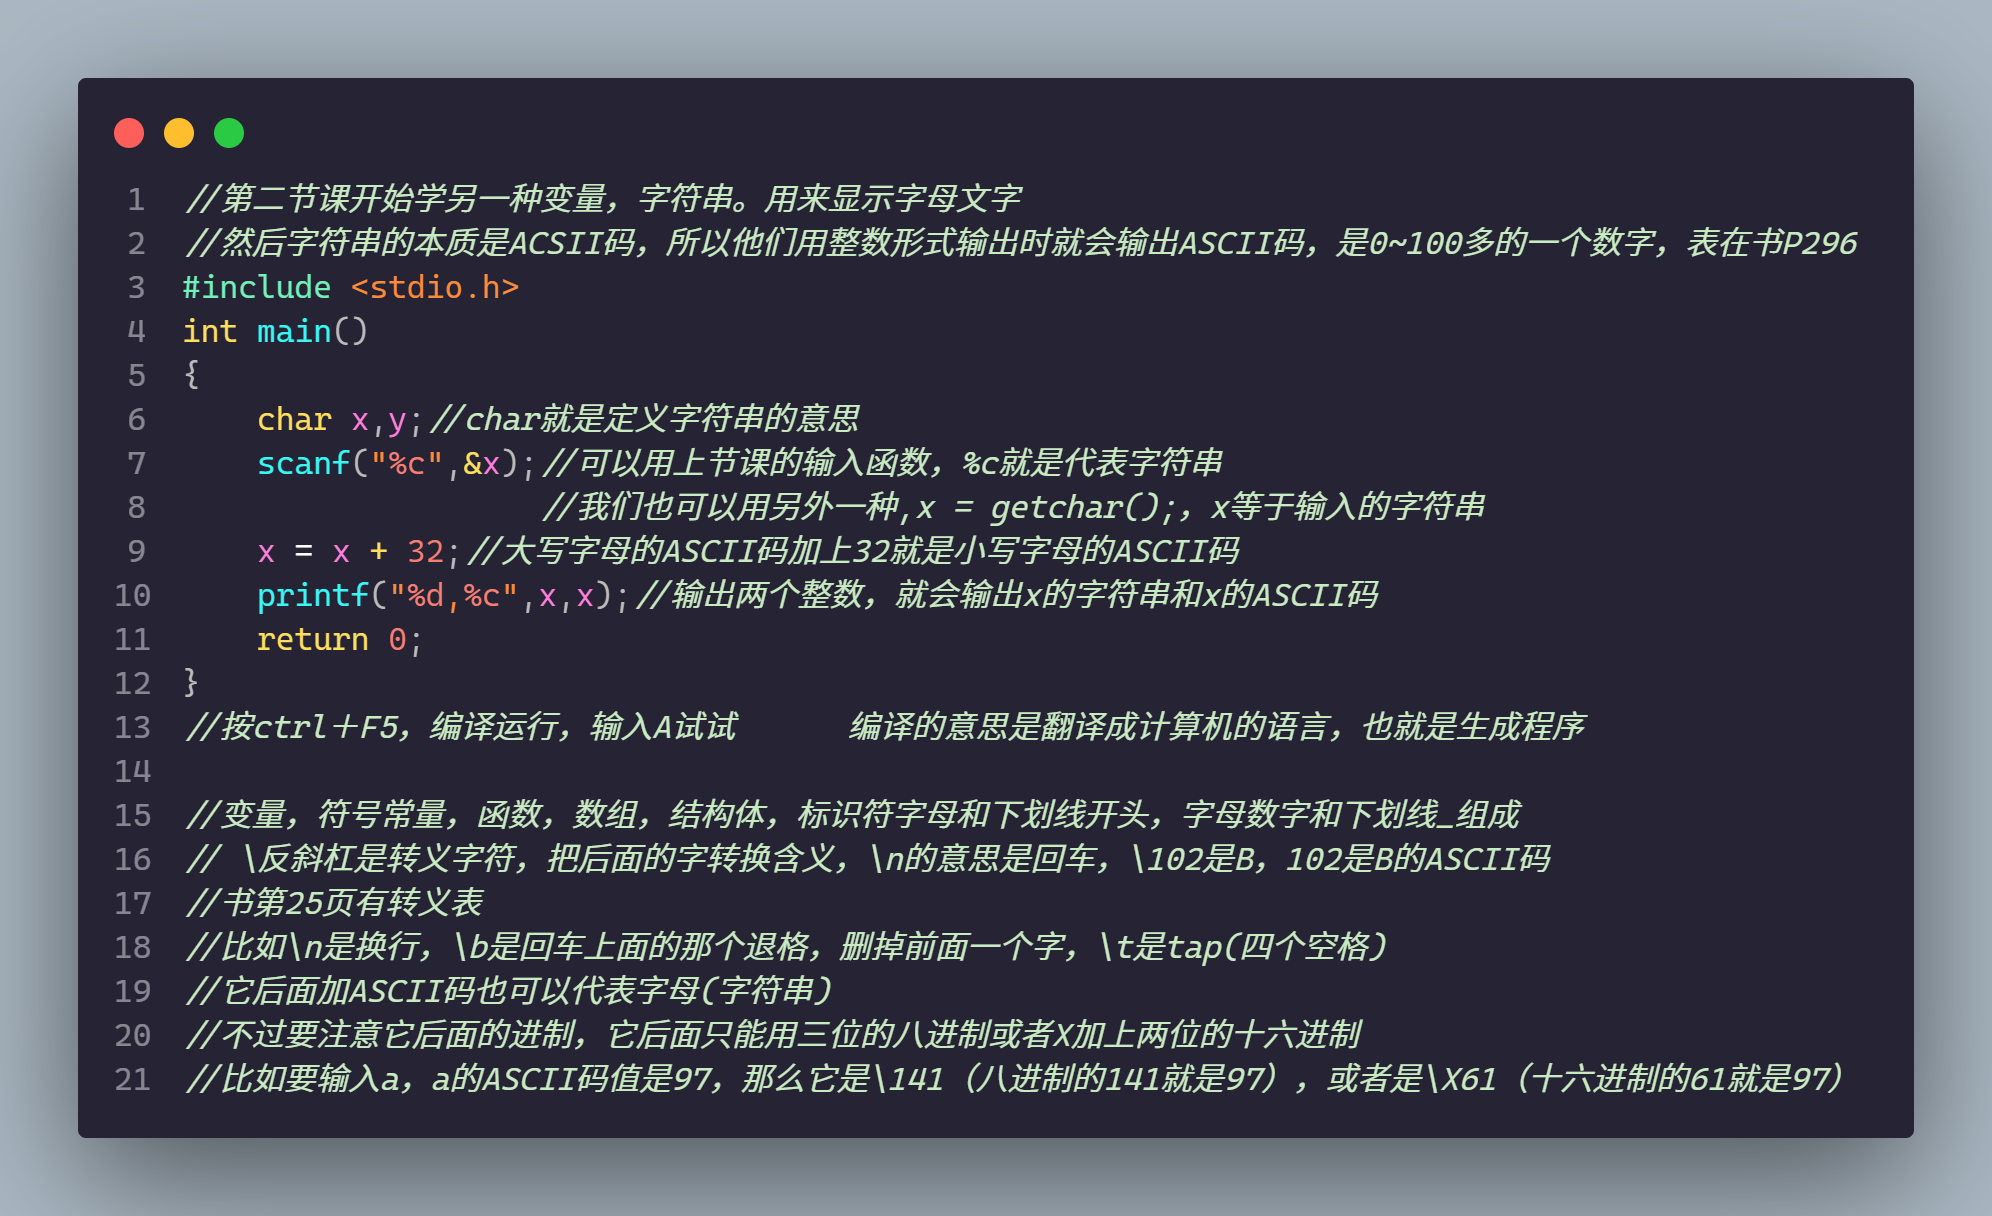 1 //第二节课开始学另一种变量，字符串。用来显示字母文字
2 //然后字符串的本质是ACSII码，所以他们用整数形式输出时就会输出ASCII码，是0~100多的一个数字，表在书P296
3 #include <stdio.h>
4 int main()
5 {
6     char x,y;//char就是定义字符串的意思
7     scanf("%c",&x);//可以用上节课的输入函数，%c就是代表字符串
8                    //我们也可以用另外一种,x = getchar();，x等于输入的字符串
9     x = x + 32;//大写字母的ASCII码加上32就是小写字母的ASCII码
10     printf("%d,%c",x,x);//输出两个整数，就会输出x的字符串和x的ASCII码
11     return 0;
12 }
13 //按ctrl＋F5，编译运行，输入A试试      编译的意思是翻译成计算机的语言，也就是生成程序
14
15 //变量，符号常量，函数，数组，结构体，标识符字母和下划线开头，字母数字和下划线_组成
16 // \反斜杠是转义字符，把后面的字转换含义，\n的意思是回车，\102是B，102是B的ASCII码
17 //书第25页有转义表
18 //比如\n是换行，\b是回车上面的那个退格，删掉前面一个字，\t是tap(四个空格)
19 //它后面加ASCII码也可以代表字母(字符串)
20 //不过要注意它后面的进制，它后面只能用三位的八进制或者X加上两位的十六进制
21 //比如要输入a，a的ASCII码值是97，那么它是\141（八进制的141就是97），或者是\X61（十六进制的61就是97）